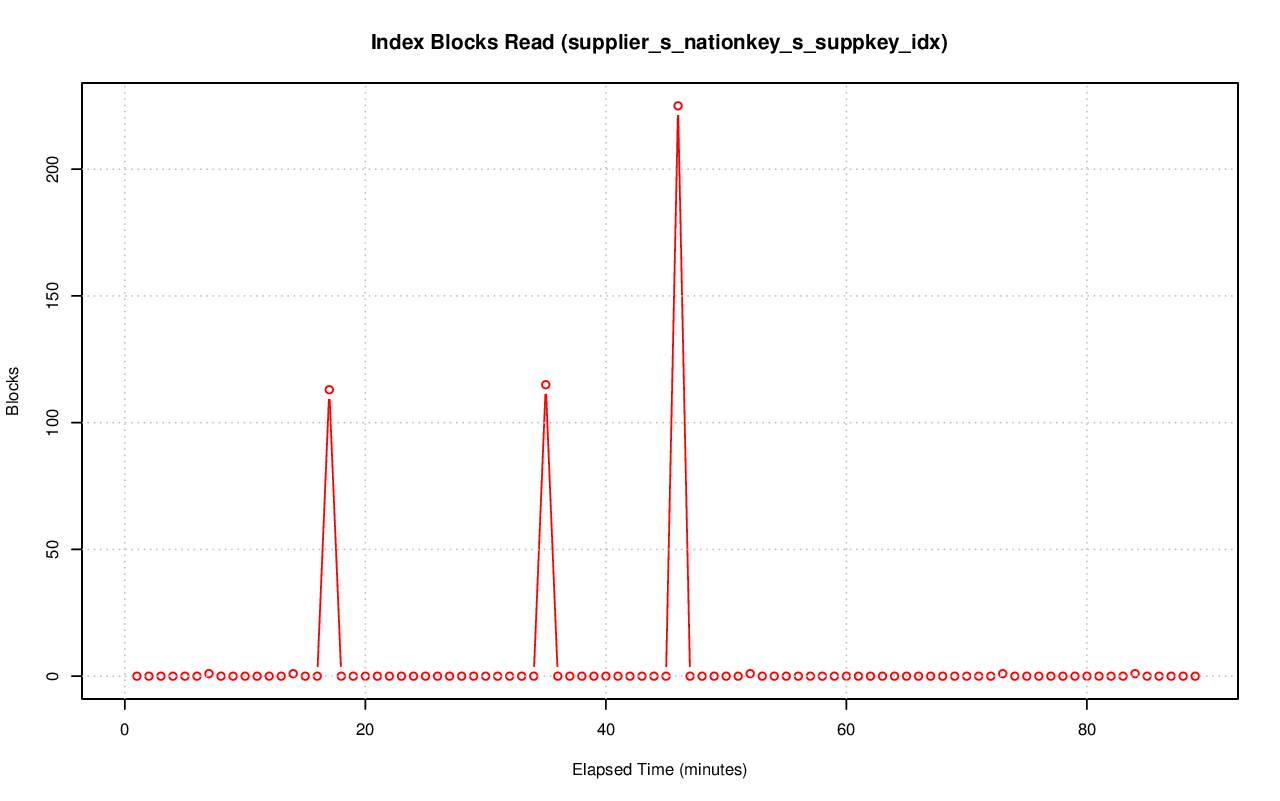 Index Blocks Read (supplier_s_nationkey_s_suppkey_idx)
Blocks
200
150
100
50
0
0 20 40 60 80
Elapsed Time (minutes)